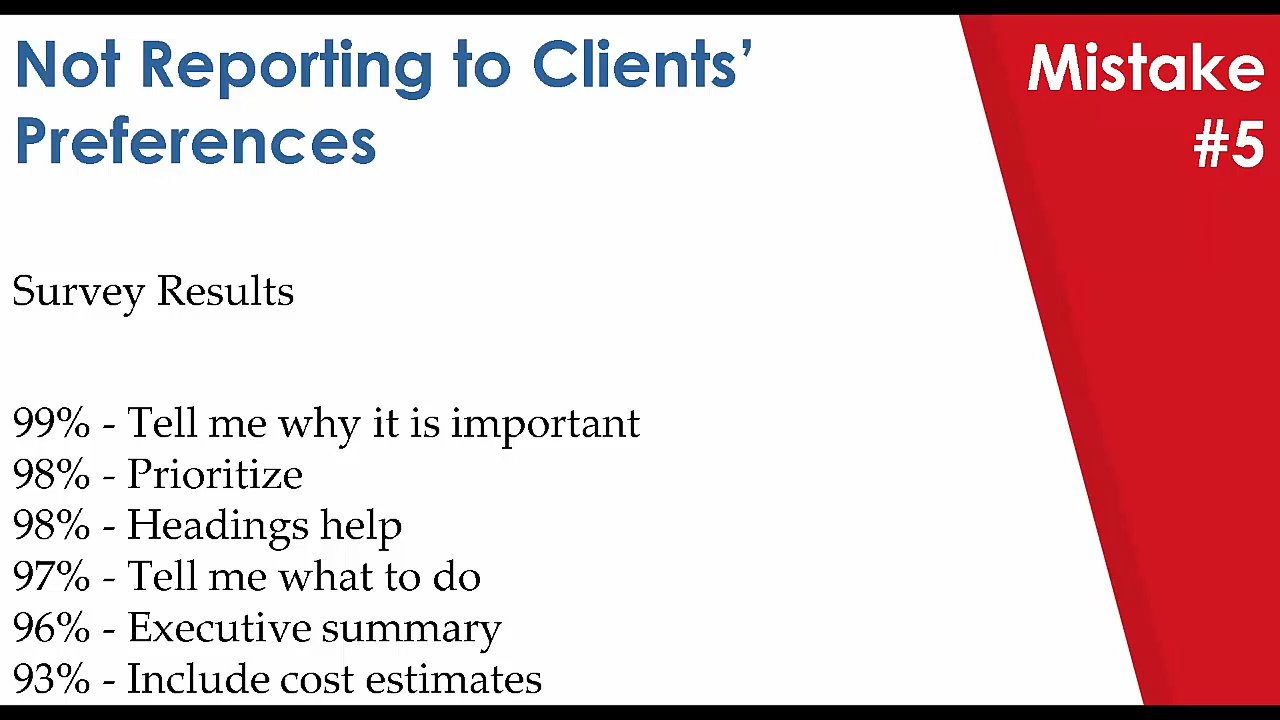 Not Reporting to Clients’
Preferences
Mistake
#5
Survey Results
99% - Tell me why it is important
98% - Prioritize
98% - Headings help
97% - Tell me what to do
96% - Executive summary
93% - Include cost estimates